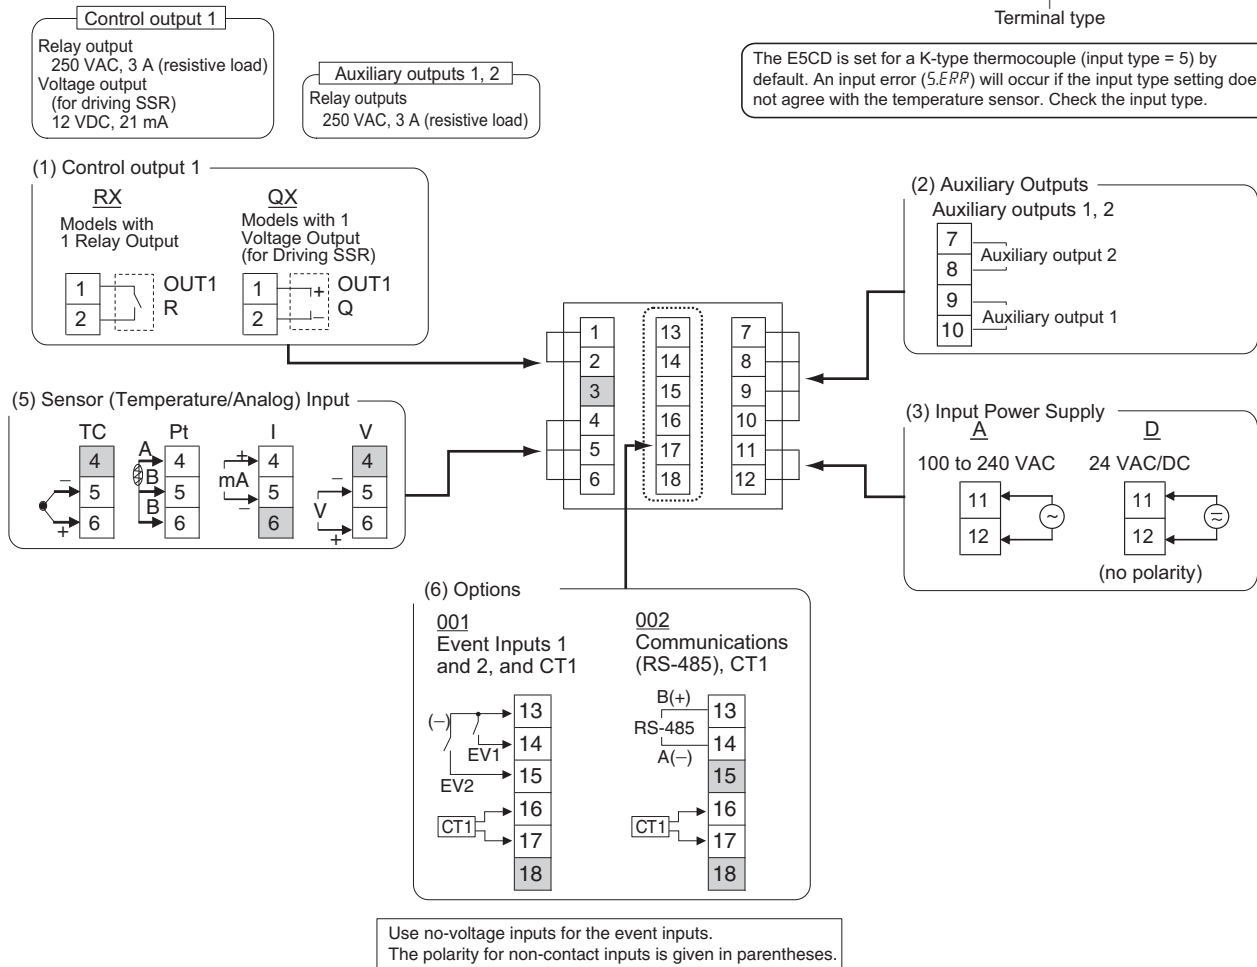 Control output 1
Relay output
250 VAC, 3 A (resistive load)
Voltage output
(for driving SSR)
12 VDC, 21 mA
Auxiliary outputs 1, 2
Relay outputs
250 VAC, 3 A (resistive load)
Terminal type
The E5CD is set for a K-type thermocouple (input type = 5) by
default. An input error (S.ERR) will occur if the input type setting doe
not agree with the temperature sensor. Check the input type.
(1) Control output 1
RX
Models with
1 Relay Output
1
2
OUT1
R
QX
Models with 1
Voltage Output
(for Driving SSR)
1
2
+
−
OUT1
Q
(2) Auxiliary Outputs
Auxiliary outputs 1, 2
7
8
9
10
Auxiliary output 2
Auxiliary output 1
1
2
3
4
5
6
13
14
15
16
17
18
7
8
9
10
11
12
(5) Sensor (Temperature/Analog) Input
TC
4
5
6
−
+
Pt
A
B
B
4
5
6
I
+
mA
−
4
5
6
V
−
V
+
4
5
6
(3) Input Power Supply
A
100 to 240 VAC
11
12
D
24 VAC/DC
11
12
(no polarity)
(6) Options
001
Event Inputs 1
and 2, and CT1
(−)
EV1
EV2
CT1
13
14
15
16
17
18
002
Communications
(RS-485), CT1
B(+)
RS-485
A(−)
CT1
13
14
15
16
17
18
Use no-voltage inputs for the event inputs.
The polarity for non-contact inputs is given in parentheses.